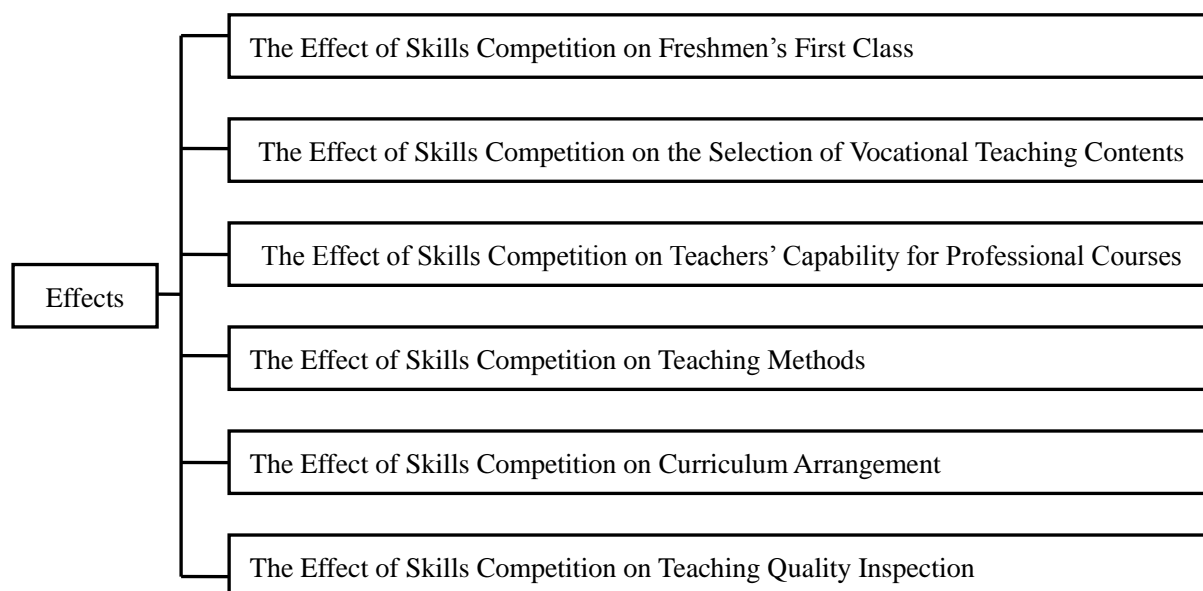 The Effect of Skills Competition on Freshmen’s First Class
The Effect of Skills Competition on the Selection of Vocational Teaching Contents
The Effect of Skills Competition on Teachers’ Capability for Professional Courses
Effects
The Effect of Skills Competition on Teaching Methods
The Effect of Skills Competition on Curriculum Arrangement
The Effect of Skills Competition on Teaching Quality Inspection